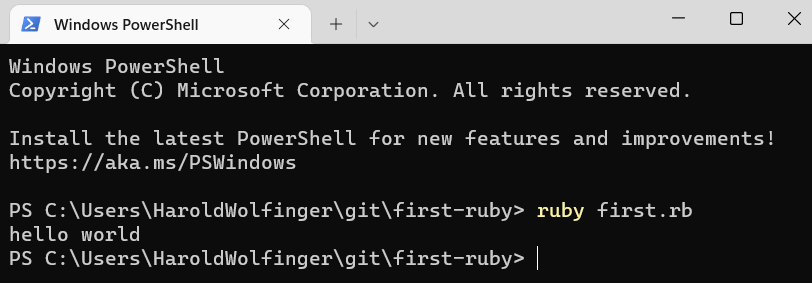 Windows PowerShell
Windows PowerShell
Copyright (C) Microsoft Corporation. All rights reserved.
Install the latest PowerShell for new features and improvements!
https://aka.ms/PSWindows
PS C:\Users\HaroldWolfinger\git\first-ruby> ruby first.rb
hello world
PS C:\Users\HaroldWolfinger\git\first-ruby>